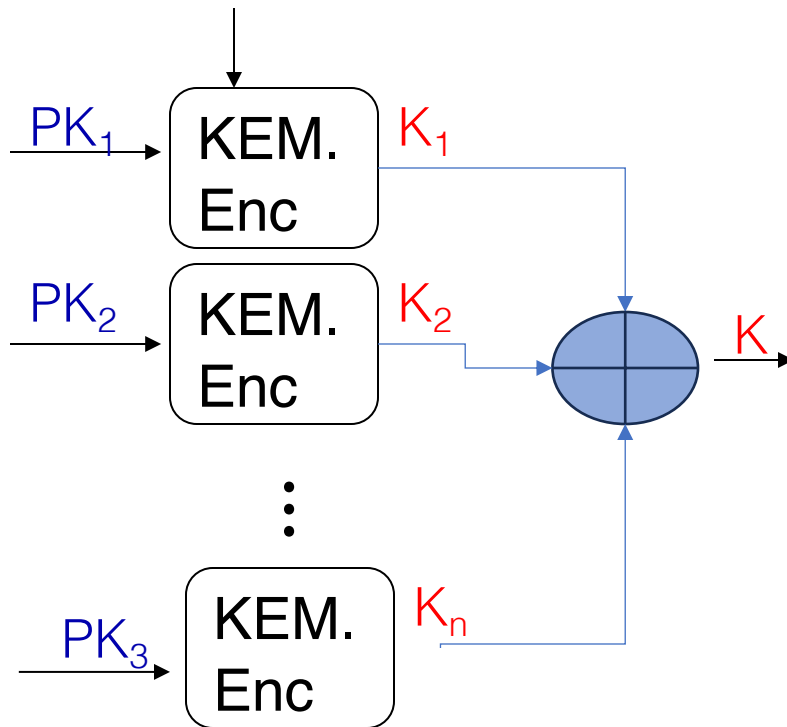 PK₁
KEM.
Enc
K₁
PK₂
KEM.
Enc
K₂
K
PK₃
KEM.
Enc
Kₙ